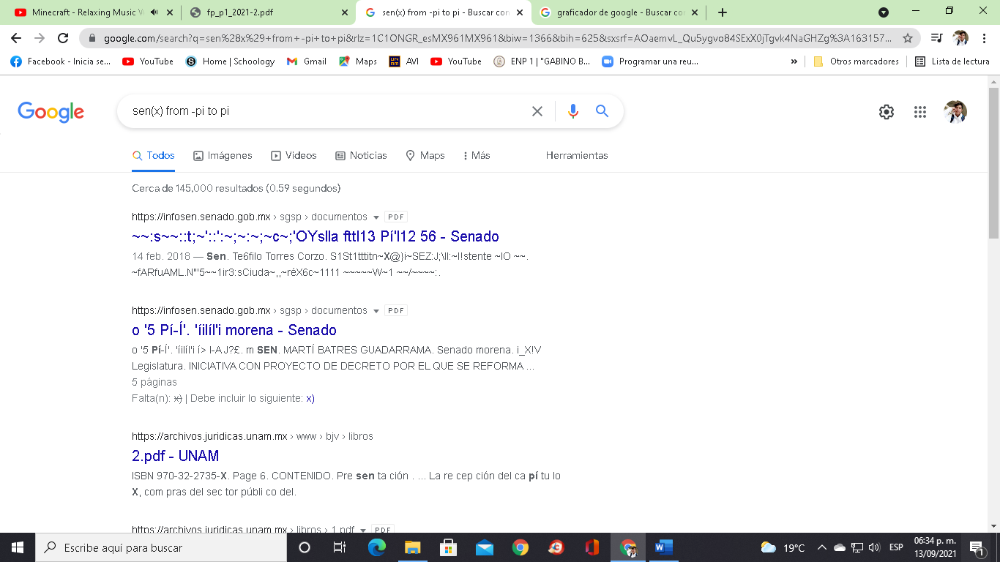 Minecraft - Relaxing Music V
fp_p1_2021-2.pdf
sen(x) from -pi to pi - Buscar con
graficador de google - Buscar co
google.com/search?q=sen%28x%29+from+-pi+to+pi&rlz=1C1ONGR_esMX961MX961&biw=1366&bih=625&sxsrf=AOaemvL_Qu5ygvo84SExX0jTgvk4NaGHZg%3A163157...
Facebook - Inicia se...
YouTube
Home | Schoology
Gmail
Maps
AVI
YouTube
ENP 1 | "GABINO B...
Programar una reu...
»
Otros marcadores
Lista de lectura
Google
sen(x) from -pi to pi
Todos
Imágenes
Videos
Noticias
Maps
Más
Herramientas
Cerca de 145,000 resultados (0.59 segundos)
https://infosen.senado.gob.mx › sgsp › documentos PDF
~~:s~~::t;~'::':~;~:~;~c~;'OYslla fttl13 Pí'l12 56 - Senado
14 feb. 2018 — Sen. Te6filo Torres Corzo. S1St1tttitn~X@}i~SEZ:J;\ll:~l!stente ~lO ~~.
~fARfuAML.N"'5~~1ir3:sCiuda~,,~réX6c~1111 ~~~~~W~1 ~~/~~~~:.
https://infosen.senado.gob.mx › sgsp › documentos PDF
o '5 Pí-Í'. 'íilíl'i morena - Senado
o '5 Pí-Í'. 'íilíl'i í> l-A J?£. m SEN. MARTÍ BATRES GUADARRAMA. Senado morena. i_X!V
Legislatura. INICIATIVA CON PROYECTO DE DECRETO POR EL QUE SE REFORMA ...
5 páginas
Falta(n): x) | Debe incluir lo siguiente: x)
https://archivos.juridicas.unam.mx › www › bjv › libros
2.pdf - UNAM
ISBN 970-32-2735-X. Page 6. CONTENIDO. Pre sen ta ción . ... La re cep ción del ca pí tu lo
X, com pras del sec tor públi co del.
https://archivos.juridicas.unam.mx › libros › 1.pdf PDF
Escribe aquí para buscar
19°C
ESP
06:34 p. m.
13/09/2021
1